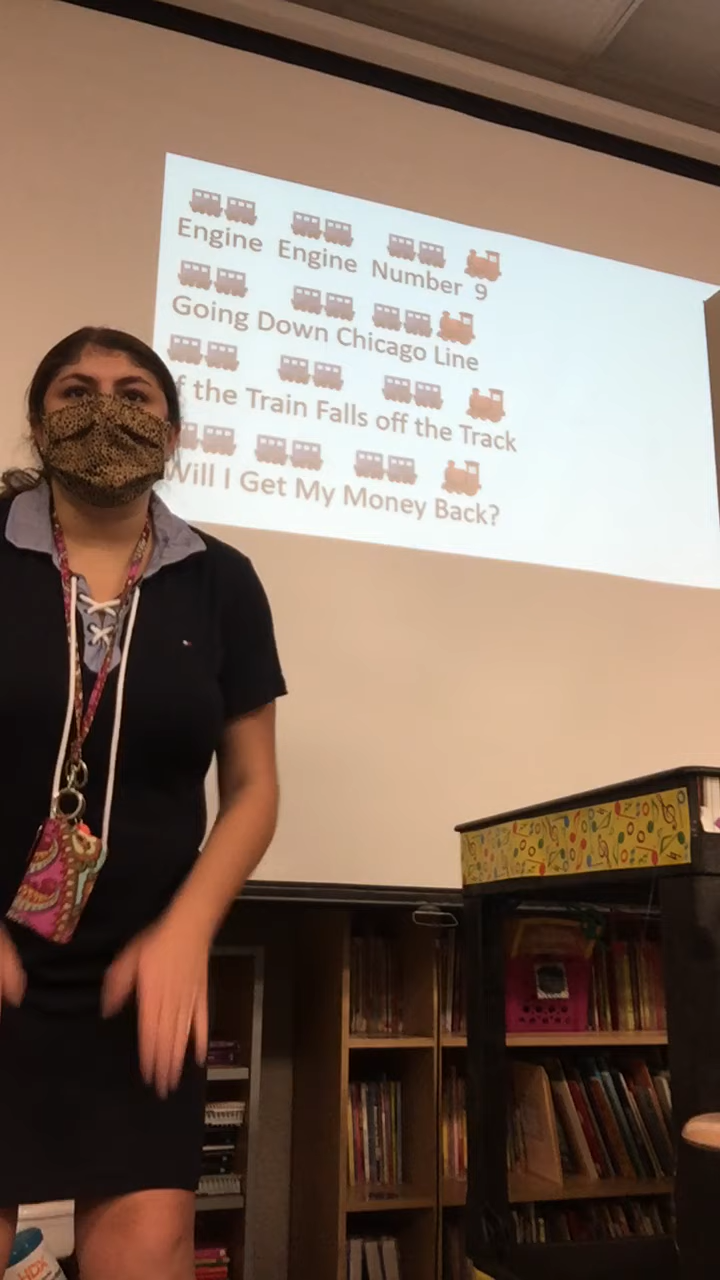 Engine Engine Number 9
Going Down Chicago Line
f the Train Falls off the Track
Will I Get My Money Back?